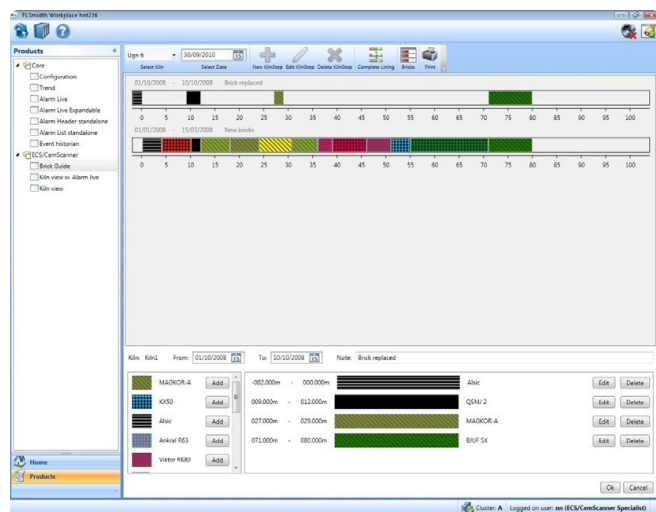 FLSmidth Workplace hnt236
Products «
Core
Configuration
Trend
Alarm Live
Alarm Live Expandable
Alarm Header standalone
Alarm List standalone
Event historian
ECS/CemScanner
Brick Guide
Kiln view w. Alarm live
Kiln view
Home
Products
Ugn 6 30/09/2010 15
Select Kiln Select Date New KilnStop Edit KilnStop Delete KilnStop Complete Lining Bricks Print
01/10/2008 - 10/10/2008 Brick replaced
0 5 10 15 20 25 30 35 40 45 50 55 60 65 70 75 80 85 90 95 100
01/01/2008 - 15/03/2008 New bricks
0 5 10 15 20 25 30 35 40 45 50 55 60 65 70 75 80 85 90 95 100
Kiln: Kiln1 From: 01/10/2008 15 To: 10/10/2008 15 Note: Brick replaced
MAGKOR-A Add
KX50 Add
Alsic Add
Ankral R63 Add
Viktor RK80 Add
-002.000m - 000.000m Alsic Edit Delete
009.000m - 012.000m QSMJ 2 Edit Delete
027.000m - 029.000m MAGKOR-A Edit Delete
071.000m - 080.000m BJUF SX Edit Delete
Ok Cancel
Cluster: A Logged on user: nn (ECS/CemScanner Specialist)